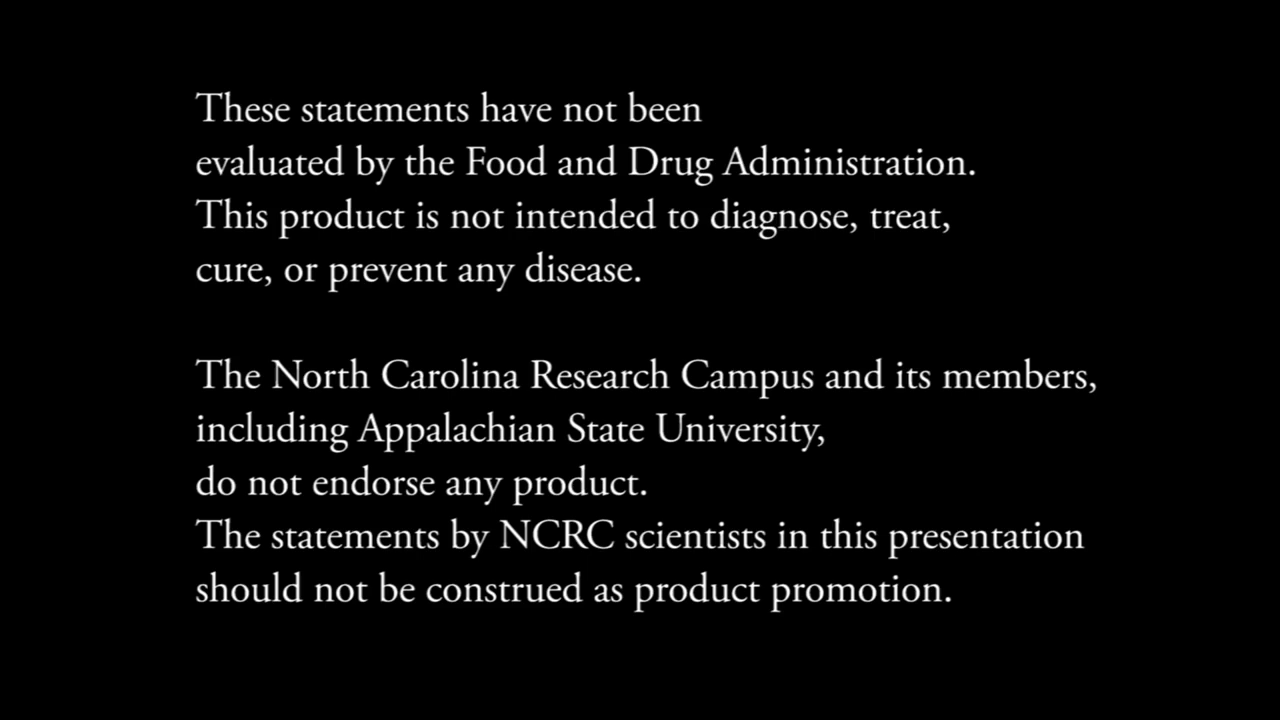 These statements have not been
evaluated by the Food and Drug Administration.
This product is not intended to diagnose, treat,
cure, or prevent any disease.
The North Carolina Research Campus and its members,
including Appalachian State University,
do not endorse any product.
The statements by NCRC scientists in this presentation
should not be construed as product promotion.